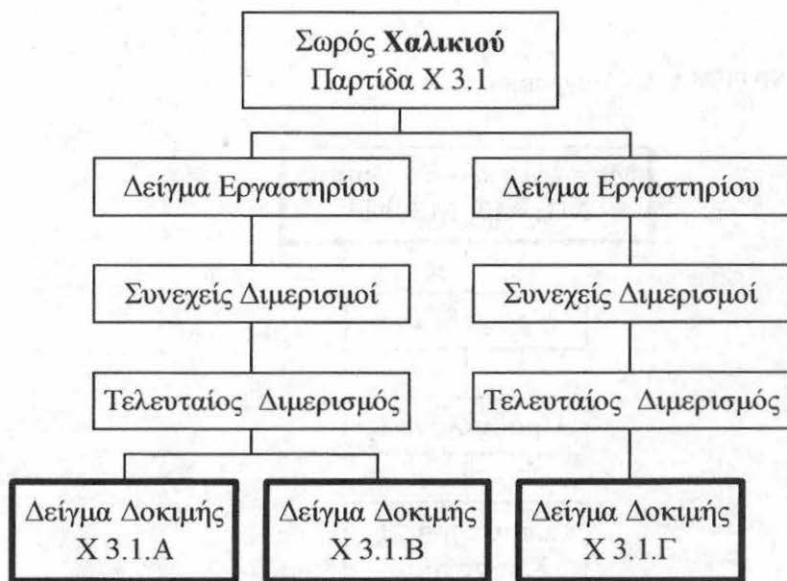 Σωρός Χαλικιού
Παρτίδα Χ 3.1
Δείγμα Εργαστηρίου
Δείγμα Εργαστηρίου
Συνεχείς Διμερισμοί
Συνεχείς Διμερισμοί
Τελευταίος Διμερισμός
Τελευταίος Διμερισμός
Δείγμα Δοκιμής
Χ 3.1.Α
Δείγμα Δοκιμής
Χ 3.1.Β
Δείγμα Δοκιμής
Χ 3.1.Γ